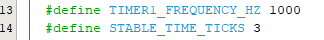 13 #define TIMER1_FREQUENCY_HZ 1000
14 #define STABLE_TIME_TICKS 3